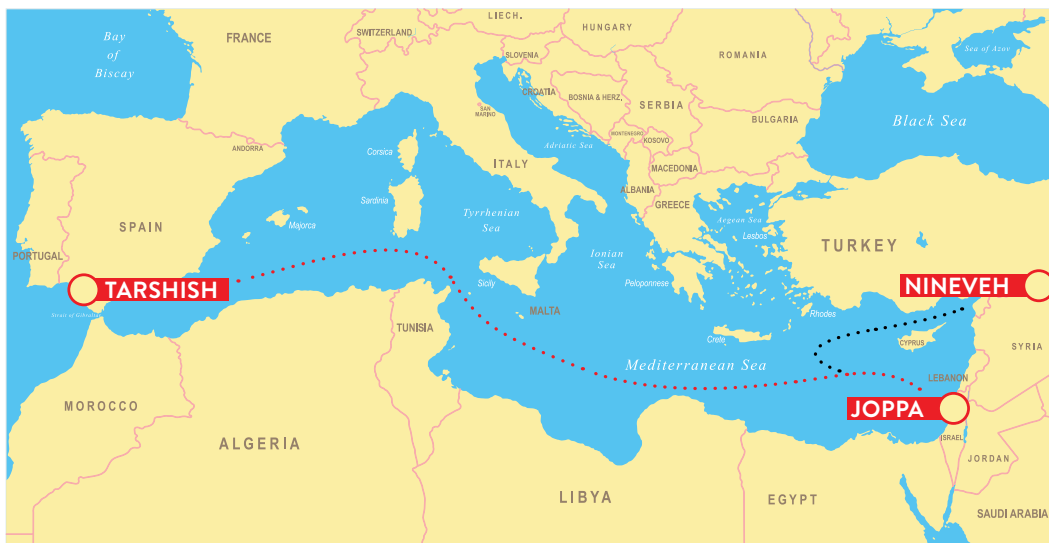 LIECH.
Bay
of
Biscay
FRANCE
SWITZERLAND
HUNGARY
SLOVENIA
ROMANIA
Sea of Azov
CROATIA
BOSNIA & HERZ.
SAN
MARINO
SERBIA
BULGARIA
Black Sea
MONTENEGRO
KOSOVO
ANDORRA
Corsica
ITALY
Adriatic Sea
MACEDONIA
ALBANIA
GREECE
SPAIN
Sardinia
Majorca
Tyrrhenian
Sea
Aegean Sea
Lesbos
TURKEY
PORTUGAL
Ionian
Sea
Sicily
Peloponnese
TARSHISH
NINEVEH
Strait of Gibraltar
MALTA
Rhodes
TUNISIA
Crete
CYPRUS
SYRIA
Mediterranean Sea
LEBANON
MOROCCO
JOPPA
ALGERIA
ISRAEL
JORDAN
LIBYA
EGYPT
SAUDI ARABIA